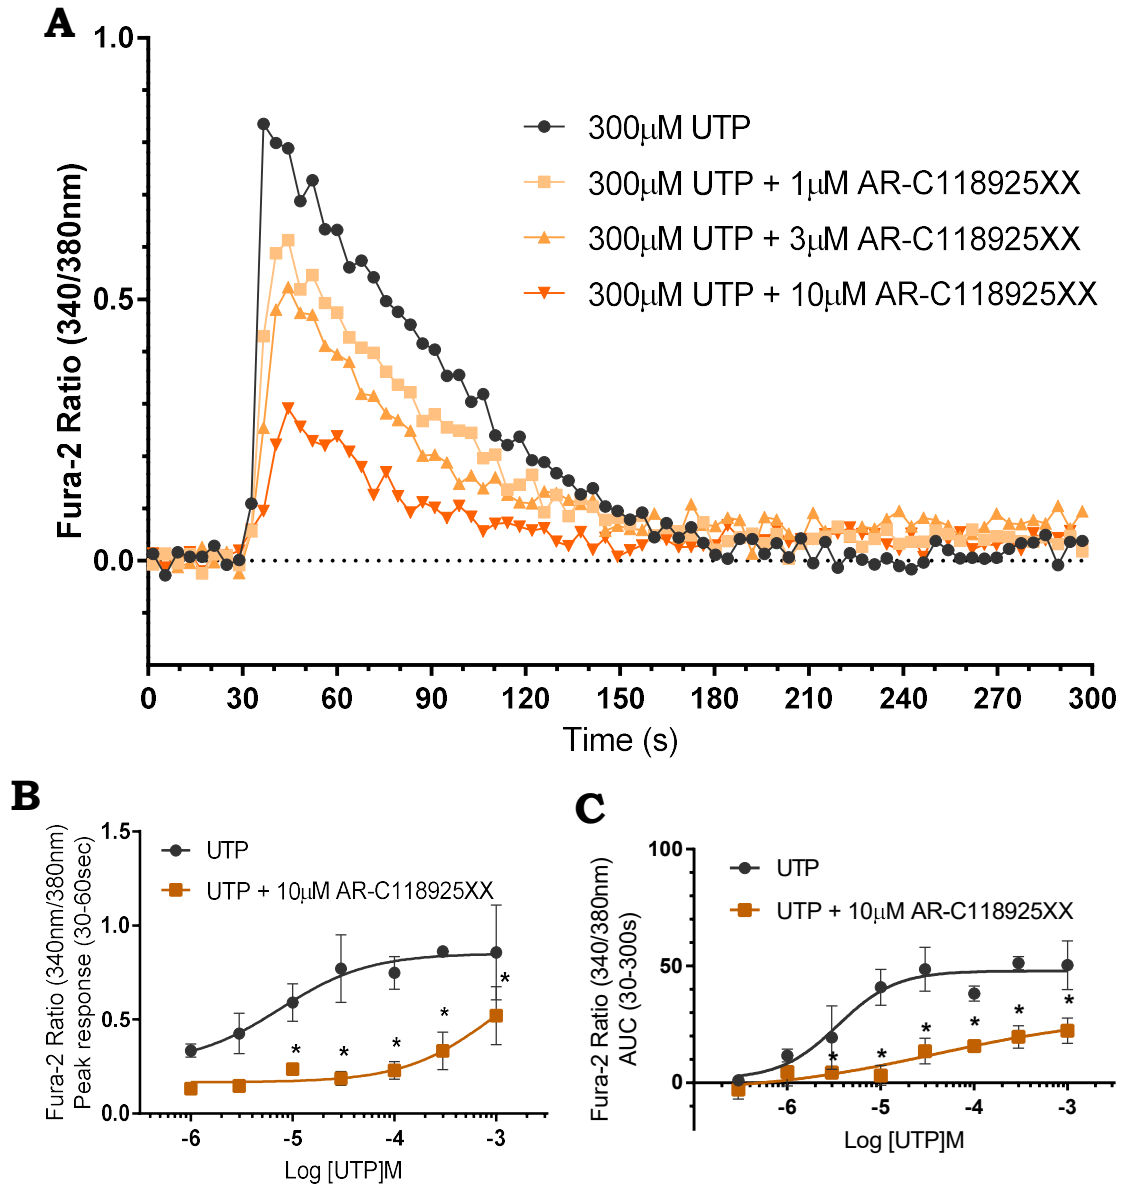 A
1.0
0.5
0.0
Fura-2 Ratio (340/380nm)
300μM UTP
300μM UTP + 1μM AR-C118925XX
300μM UTP + 3μM AR-C118925XX
300μM UTP + 10μM AR-C118925XX
0 30 60 90 120 150 180 210 240 270 300
Time (s)
B
Fura-2 Ratio (340nm/380nm)
Peak response (30-60sec)
1.5
1.0
0.5
0.0
UTP
UTP + 10μM AR-C118925XX
* * * * *
-6 -5 -4 -3
Log [UTP]M
C
Fura-2 Ratio (340/380nm)
AUC (30-300s)
100
50
0
UTP
UTP + 10μM AR-C118925XX
* * * * * *
-6 -5 -4 -3
Log [UTP]M